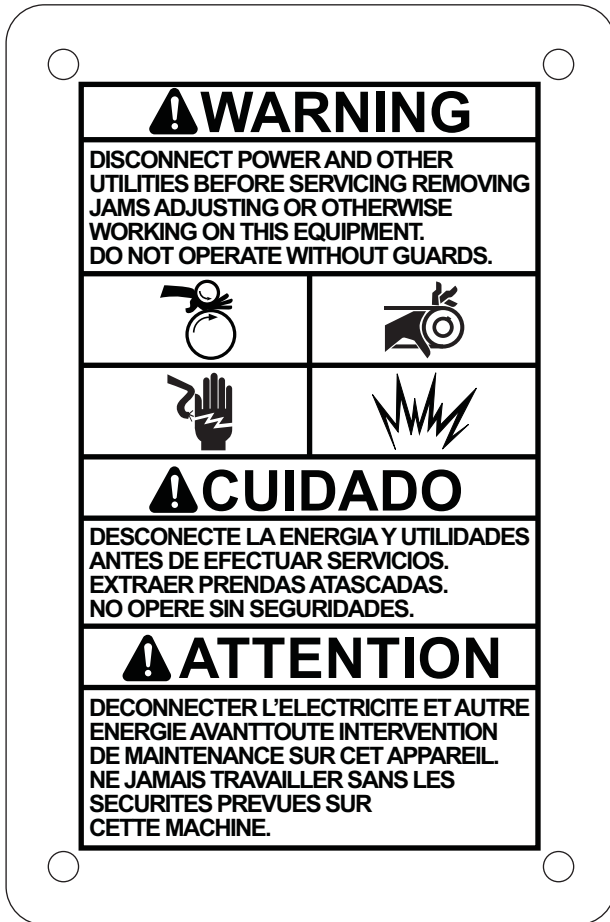 WARNING
DISCONNECT POWER AND OTHER
UTILITIES BEFORE SERVICING REMOVING
JAMS ADJUSTING OR OTHERWISE
WORKING ON THIS EQUIPMENT.
DO NOT OPERATE WITHOUT GUARDS.
CUIDADO
DESCONECTE LA ENERGIA Y UTILIDADES
ANTES DE EFECTUAR SERVICIOS.
EXTRAER PRENDAS ATASCADAS.
NO OPERE SIN SEGURIDADES.
ATTENTION
DECONNECTER L'ELECTRICITE ET AUTRE
ENERGIE AVANTTOUTE INTERVENTION
DE MAINTENANCE SUR CET APPAREIL.
NE JAMAIS TRAVAILLER SANS LES
SECURITES PREVUES SUR
CETTE MACHINE.